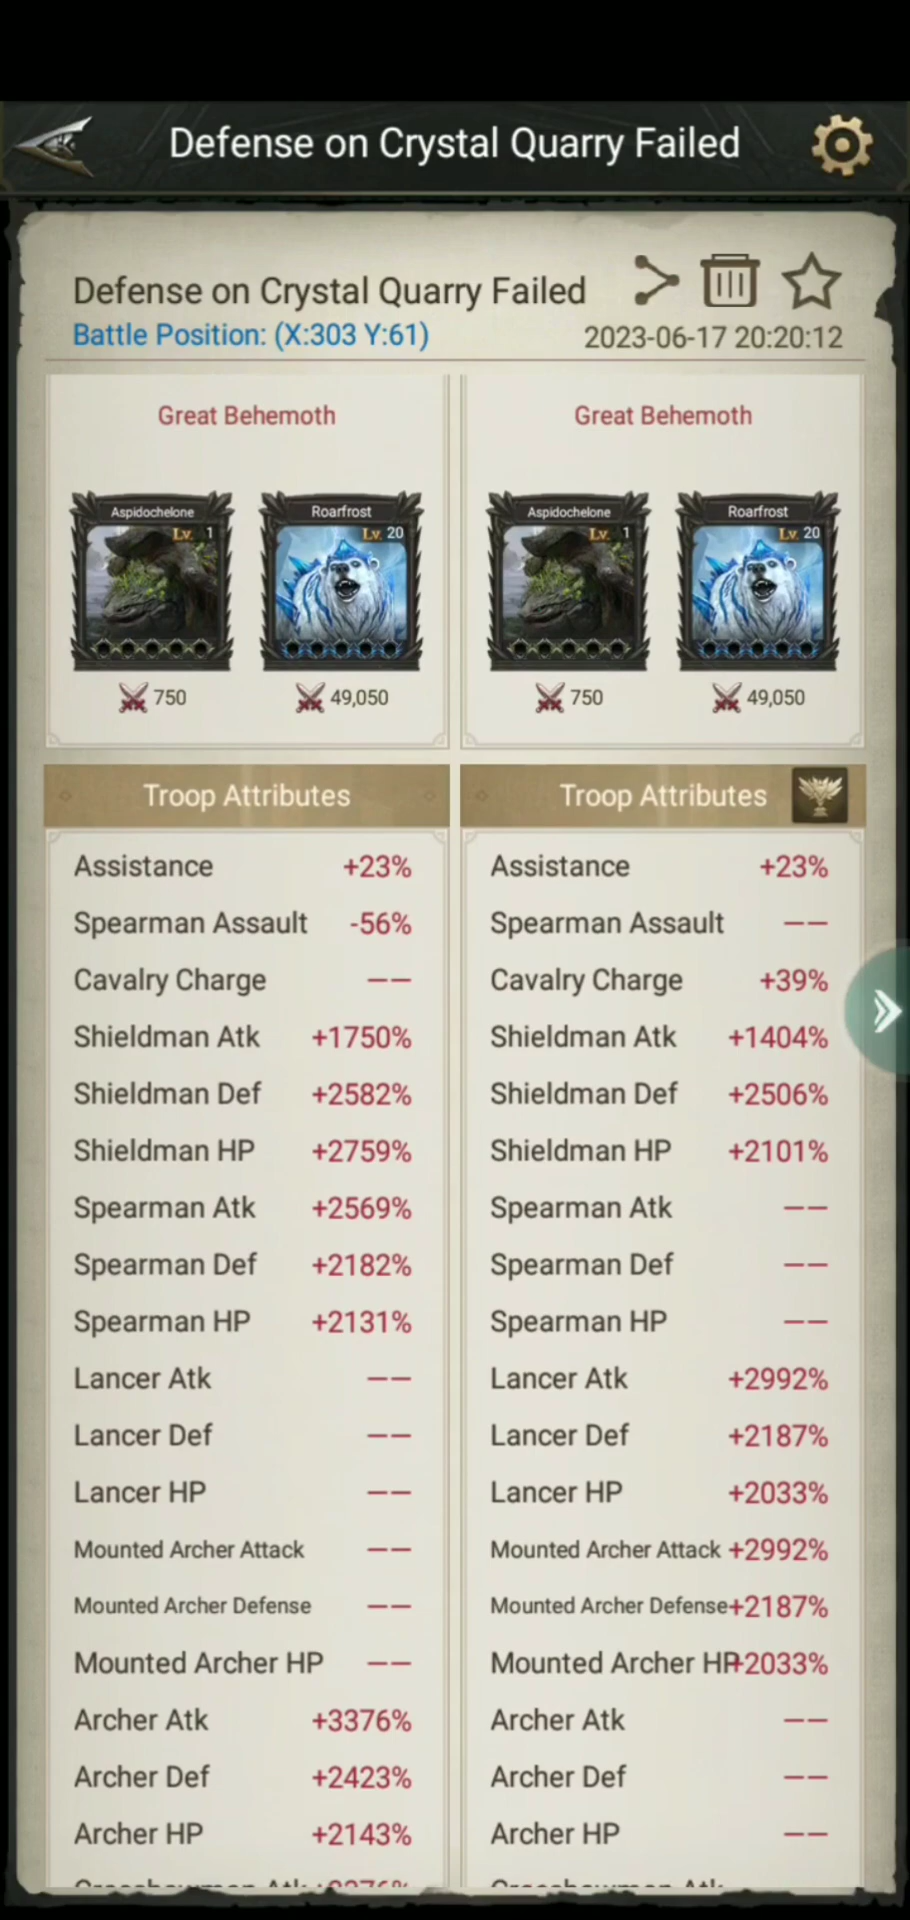 Defense on Crystal Quarry Failed
Defense on Crystal Quarry Failed
Battle Position: (X:303 Y:61) 2023-06-17 20:20:12
Great Behemoth Great Behemoth
Aspidochelone Roarfrost Aspidochelone Roarfrost
Lv. 1 Lv. 20 Lv. 1 Lv. 20
750 49,050 750 49,050
Troop Attributes Troop Attributes
Assistance +23% Assistance +23%
Spearman Assault -56% Spearman Assault --
Cavalry Charge -- Cavalry Charge +39%
Shieldman Atk +1750% Shieldman Atk +1404%
Shieldman Def +2582% Shieldman Def +2506%
Shieldman HP +2759% Shieldman HP +2101%
Spearman Atk +2569% Spearman Atk --
Spearman Def +2182% Spearman Def --
Spearman HP +2131% Spearman HP --
Lancer Atk -- Lancer Atk +2992%
Lancer Def -- Lancer Def +2187%
Lancer HP -- Lancer HP +2033%
Mounted Archer Attack -- Mounted Archer Attack +2992%
Mounted Archer Defense -- Mounted Archer Defense +2187%
Mounted Archer HP -- Mounted Archer HP +2033%
Archer Atk +3376% Archer Atk --
Archer Def +2423% Archer Def --
Archer HP +2143% Archer HP --